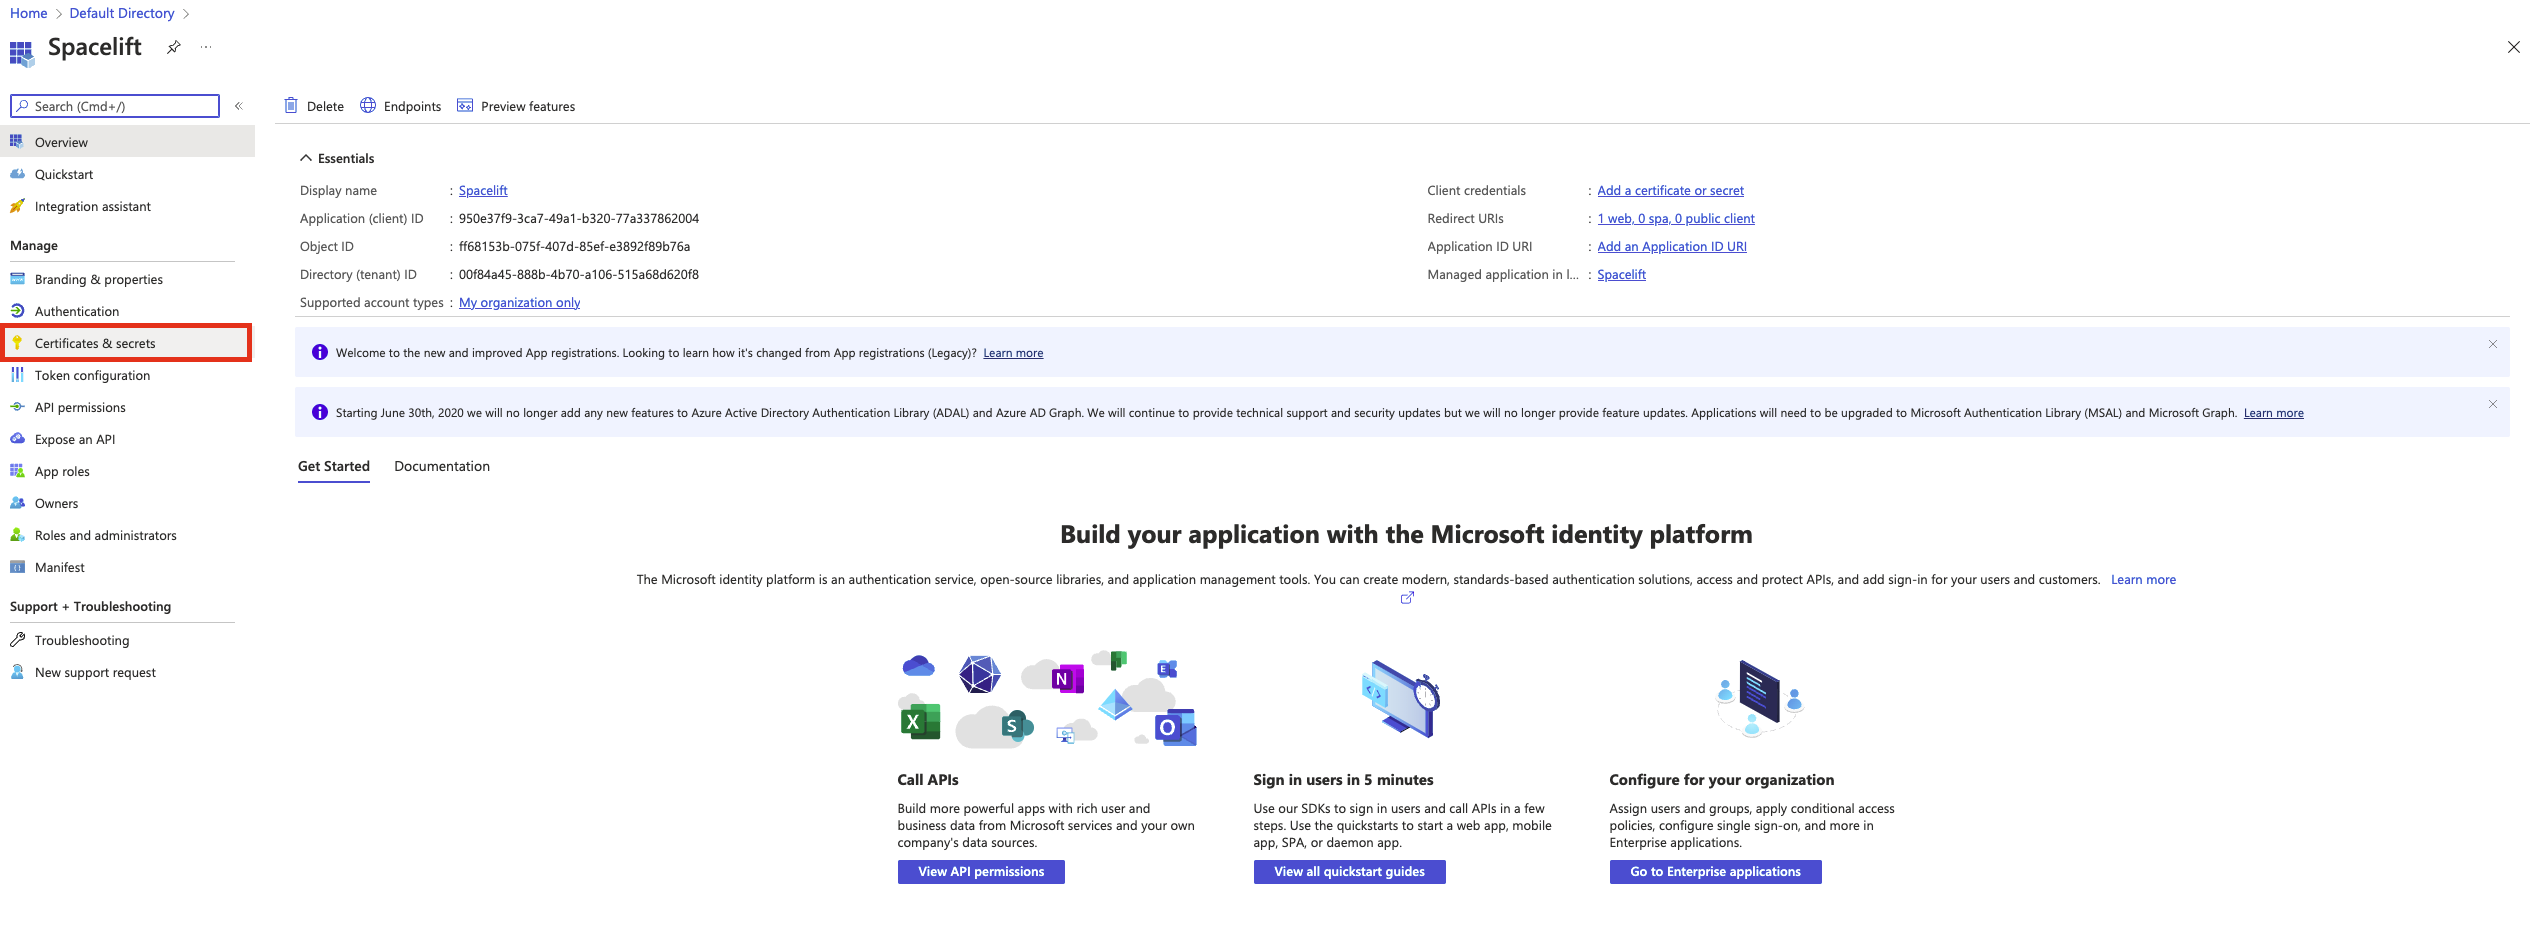 Home > Default Directory >
Spacelift
...
Search (Cmd+/)
«
Overview
Quickstart
Integration assistant
Manage
Branding & properties
Authentication
Certificates & secrets
Token configuration
API permissions
Expose an API
App roles
Owners
Roles and administrators
Manifest
Support + Troubleshooting
Troubleshooting
New support request
Delete Endpoints Preview features
Essentials
Display name : Spacelift
Application (client) ID : 950e37f9-3ca7-49a1-b320-77a337862004
Object ID : ff68153b-075f-407d-85ef-e3892f89b76a
Directory (tenant) ID : 00f84a45-888b-4b70-a106-515a68d620f8
Supported account types : My organization only
Client credentials : Add a certificate or secret
Redirect URIs : 1 web, 0 spa, 0 public client
Application ID URI : Add an Application ID URI
Managed application in l... : Spacelift
Welcome to the new and improved App registrations. Looking to learn how it's changed from App registrations (Legacy)? Learn more
Starting June 30th, 2020 we will no longer add any new features to Azure Active Directory Authentication Library (ADAL) and Azure AD Graph. We will continue to provide technical support and security updates but we will no longer provide feature updates. Applications will need to be upgraded to Microsoft Authentication Library (MSAL) and Microsoft Graph. Learn more
Get Started Documentation
Build your application with the Microsoft identity platform
The Microsoft identity platform is an authentication service, open-source libraries, and application management tools. You can create modern, standards-based authentication solutions, access and protect APIs, and add sign-in for your users and customers. Learn more
N
E
X
S
O
Call APIs
Build more powerful apps with rich user and
business data from Microsoft services and your own
company's data sources.
View API permissions
Sign in users in 5 minutes
Use our SDKs to sign in users and call APIs in a few
steps. Use the quickstarts to start a web app, mobile
app, SPA, or daemon app.
View all quickstart guides
Configure for your organization
Assign users and groups, apply conditional access
policies, configure single sign-on, and more in
Enterprise applications.
Go to Enterprise applications